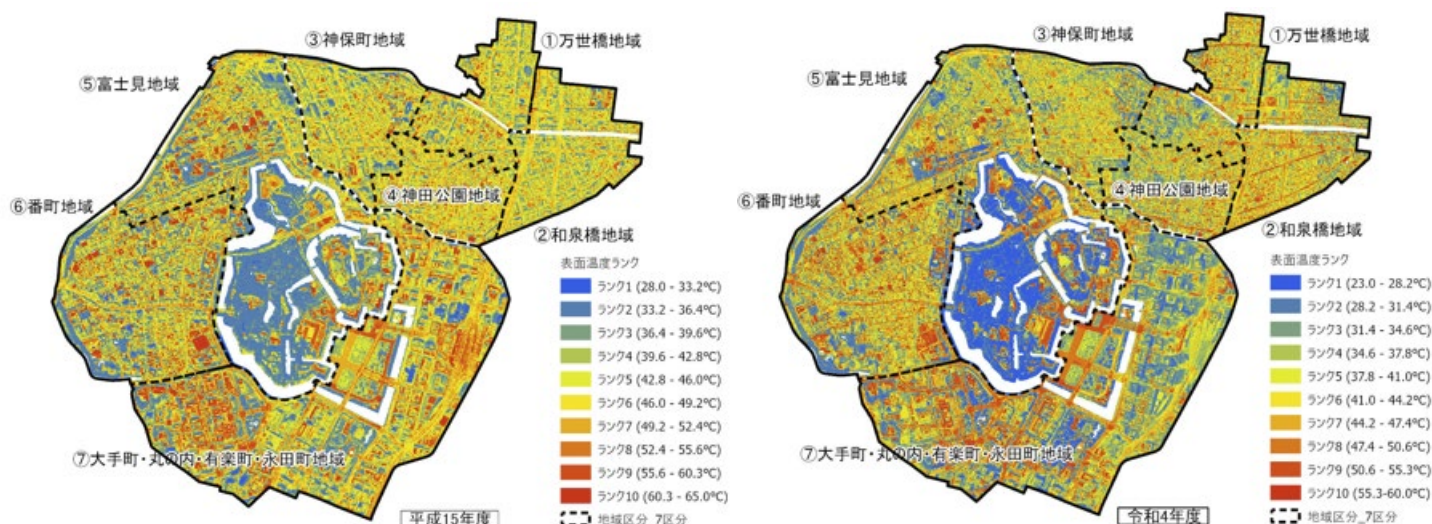 ③神保町地域
①万世橋地域
⑤富士見地域
⑥番町地域
④神田公園地域
②和泉橋地域
⑦大手町・丸の内・有楽町・永田町地域
表面温度ランク
ランク1 (28.0 - 33.2℃)
ランク2 (33.2 - 36.4℃)
ランク3 (36.4 - 39.6℃)
ランク4 (39.6 - 42.8℃)
ランク5 (42.8 - 46.0℃)
ランク6 (46.0 - 49.2℃)
ランク7 (49.2 - 52.4℃)
ランク8 (52.4 - 55.6℃)
ランク9 (55.6 - 60.3℃)
ランク10 (60.3 - 65.0℃)
地域区分_7区分
平成15年度
③神保町地域
①万世橋地域
⑤富士見地域
⑥番町地域
④神田公園地域
②和泉橋地域
⑦大手町・丸の内・有楽町・永田町地域
表面温度ランク
ランク1 (23.0 - 28.2℃)
ランク2 (28.2 - 31.4℃)
ランク3 (31.4 - 34.6℃)
ランク4 (34.6 - 37.8℃)
ランク5 (37.8 - 41.0℃)
ランク6 (41.0 - 44.2℃)
ランク7 (44.2 - 47.4℃)
ランク8 (47.4 - 50.6℃)
ランク9 (50.6 - 55.3℃)
ランク10 (55.3-60.0℃)
地域区分_7区分
令和4年度